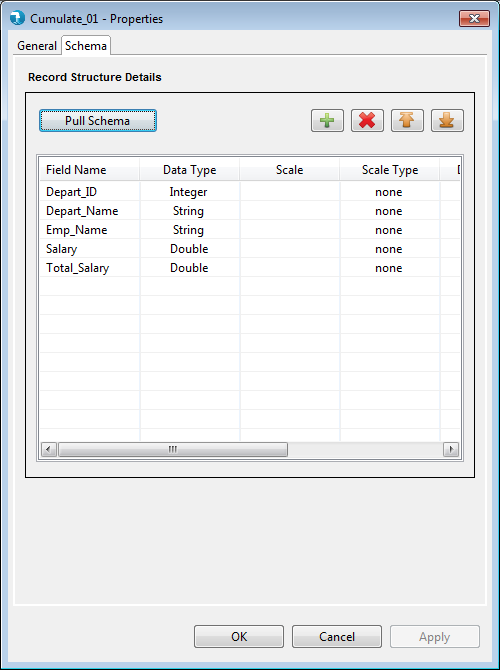 Cumulate_01 - Properties
General Schema
Record Structure Details
Pull Schema
Field Name Data Type Scale Scale Type
Depart_ID Integer none
Depart_Name String none
Emp_Name String none
Salary Double none
Total_Salary Double none
OK Cancel Apply